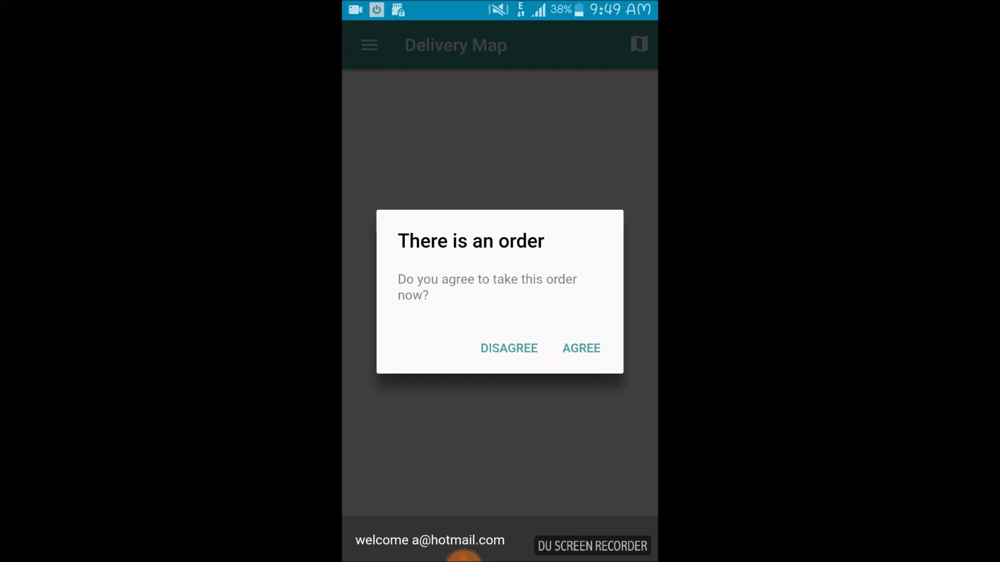 E 38% 9:49 AM
Delivery Map
There is an order
Do you agree to take this order
now?
DISAGREE AGREE
welcome a@hotmail.com
DU SCREEN RECORDER